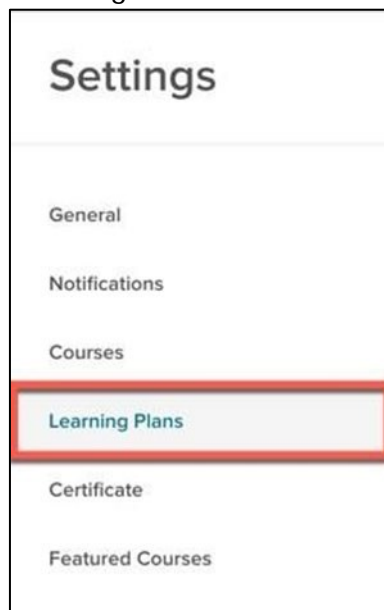 Settings
General
Notifications
Courses
Learning Plans
Certificate
Featured Courses